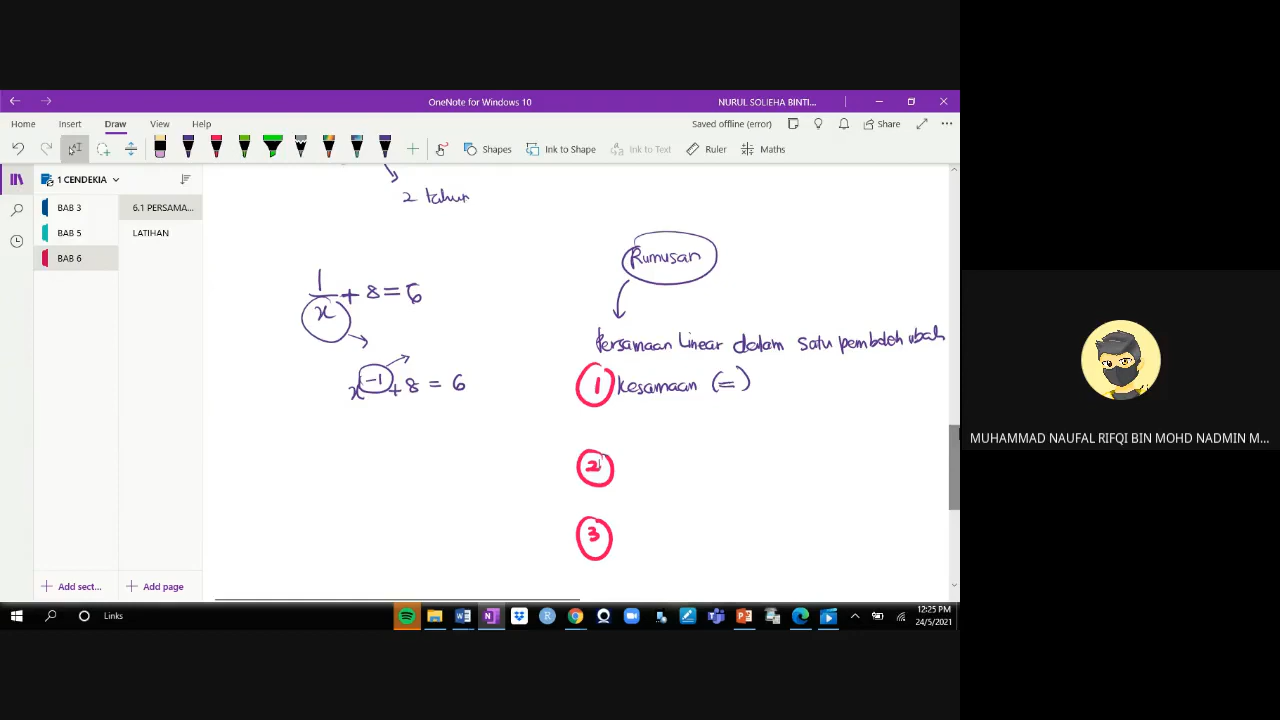 OneNote for Windows 10
NURUL SOLIEHA BINTI...
Home Insert Draw View Help
Saved offline (error)
Share
Shapes
Ink to Shape
Ink to Text
Ruler
Maths
1 CENDEKIA
BAB 3
BAB 5
BAB 6
6.1 PERSAMA...
LATIHAN
2 tahun
1/x + 8 = 6
x^-1 + 8 = 6
Rumusan
Persamaan Linear dalam satu pemboleh ubah
1 Kesamaan (=)
2
3
Add sect...
Add page
Links
12:25 PM
24/5/2021
MUHAMMAD NAUFAL RIFQI BIN MOHD NADMIN M...